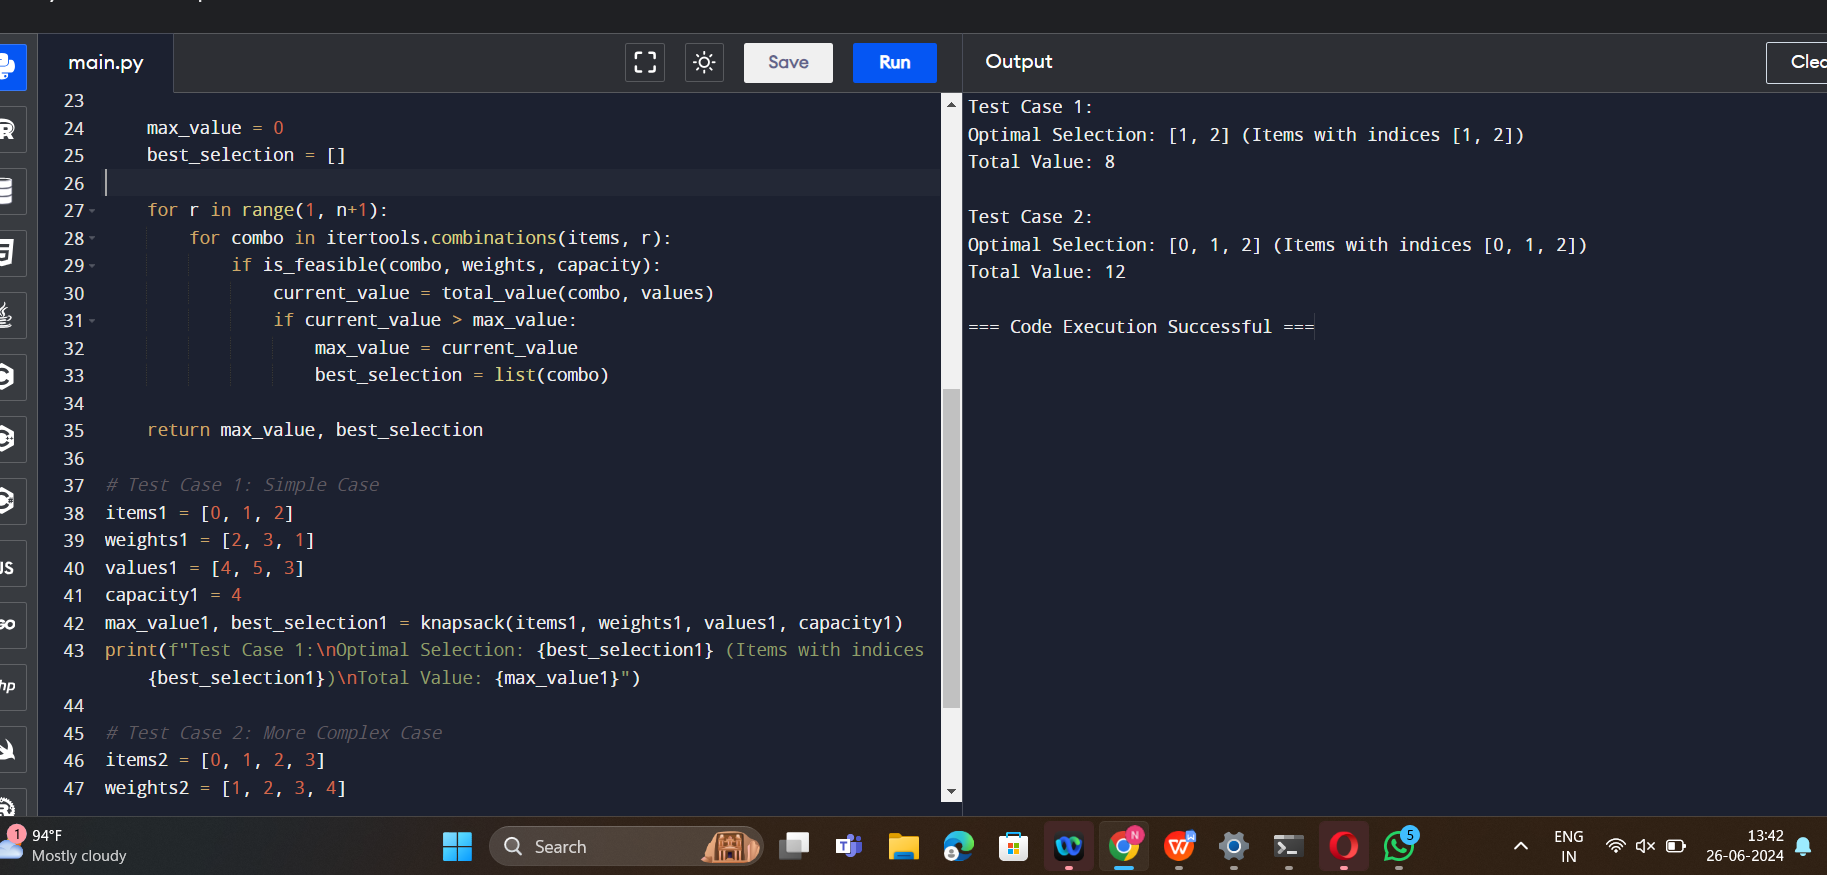 main.py
Save
Run
Output
23
24 max_value = 0
25 best_selection = []
26
27 for r in range(1, n+1):
28 for combo in itertools.combinations(items, r):
29 if is_feasible(combo, weights, capacity):
30 current_value = total_value(combo, values)
31 if current_value > max_value:
32 max_value = current_value
33 best_selection = list(combo)
34
35 return max_value, best_selection
36
37 # Test Case 1: Simple Case
38 items1 = [0, 1, 2]
39 weights1 = [2, 3, 1]
40 values1 = [4, 5, 3]
41 capacity1 = 4
42 max_value1, best_selection1 = knapsack(items1, weights1, values1, capacity1)
43 print(f"Test Case 1:\nOptimal Selection: {best_selection1} (Items with indices
{best_selection1})\nTotal Value: {max_value1}")
44
45 # Test Case 2: More Complex Case
46 items2 = [0, 1, 2, 3]
47 weights2 = [1, 2, 3, 4]
Test Case 1:
Optimal Selection: [1, 2] (Items with indices [1, 2])
Total Value: 8
Test Case 2:
Optimal Selection: [0, 1, 2] (Items with indices [0, 1, 2])
Total Value: 12
=== Code Execution Successful ===
1
94°F
Mostly cloudy
Search
N
5
ENG
IN
13:42
26-06-2024